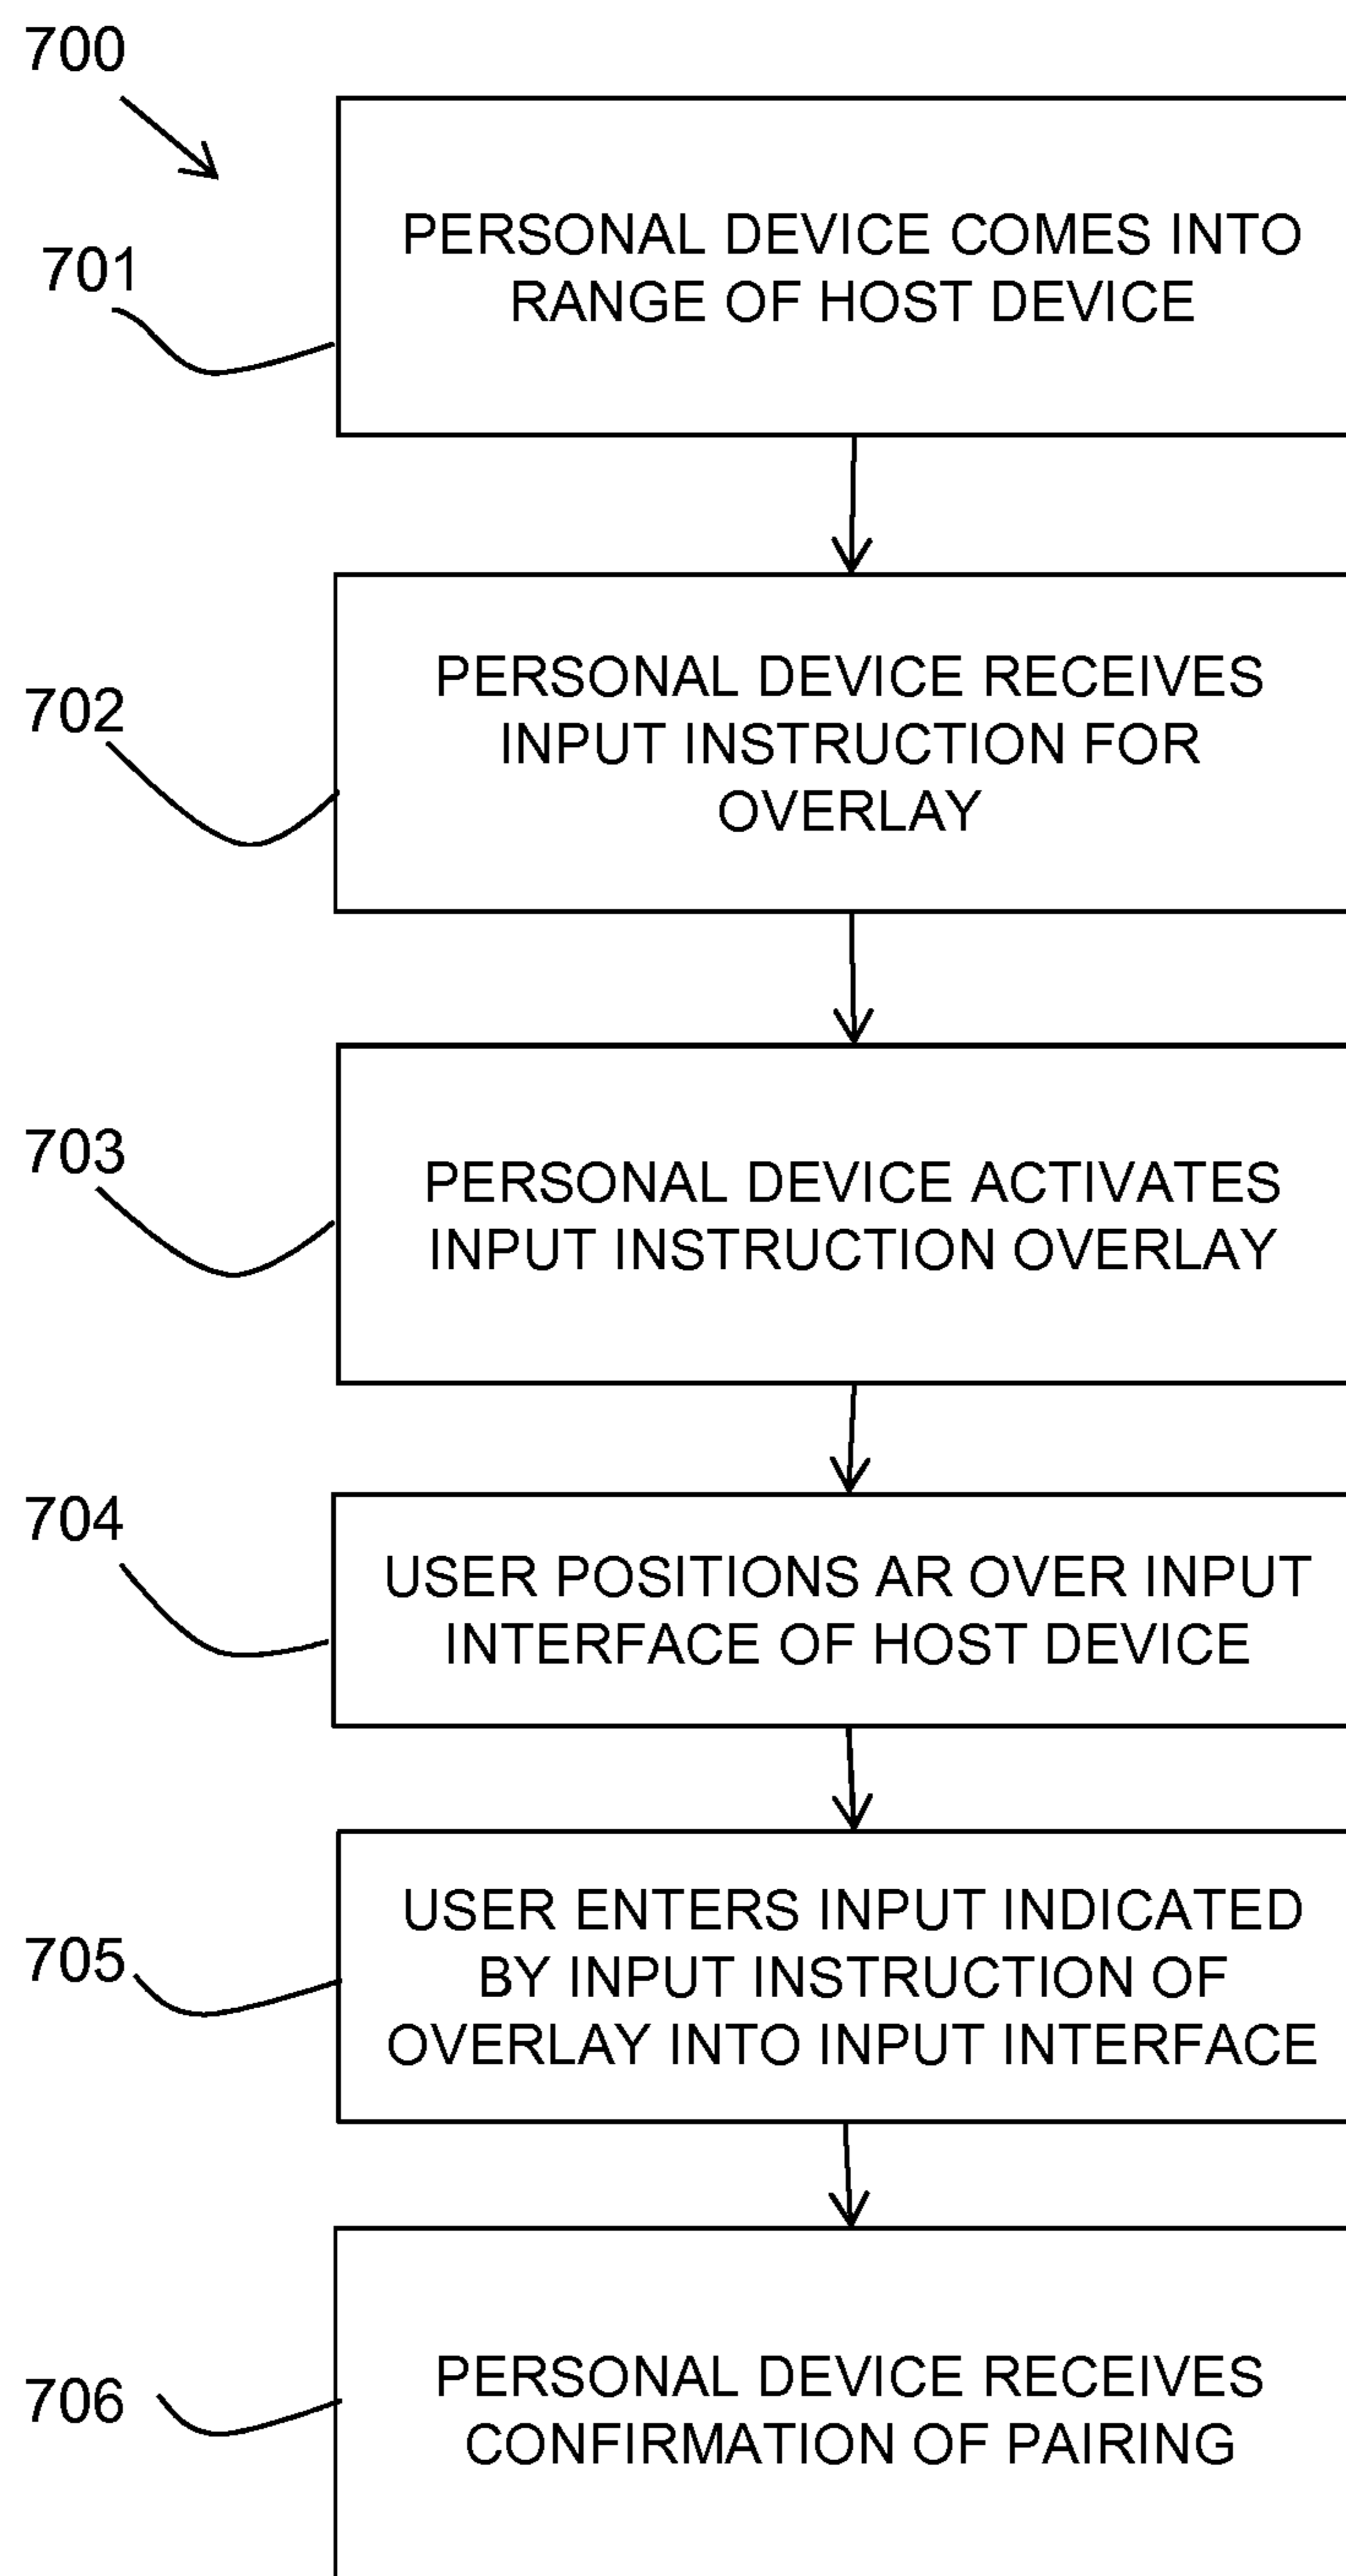 700
701
PERSONAL DEVICE COMES INTO
RANGE OF HOST DEVICE
702
PERSONAL DEVICE RECEIVES
INPUT INSTRUCTION FOR
OVERLAY
703
PERSONAL DEVICE ACTIVATES
INPUT INSTRUCTION OVERLAY
704
USER POSITIONS AR OVER INPUT
INTERFACE OF HOST DEVICE
705
USER ENTERS INPUT INDICATED
BY INPUT INSTRUCTION OF
OVERLAY INTO INPUT INTERFACE
706
PERSONAL DEVICE RECEIVES
CONFIRMATION OF PAIRING